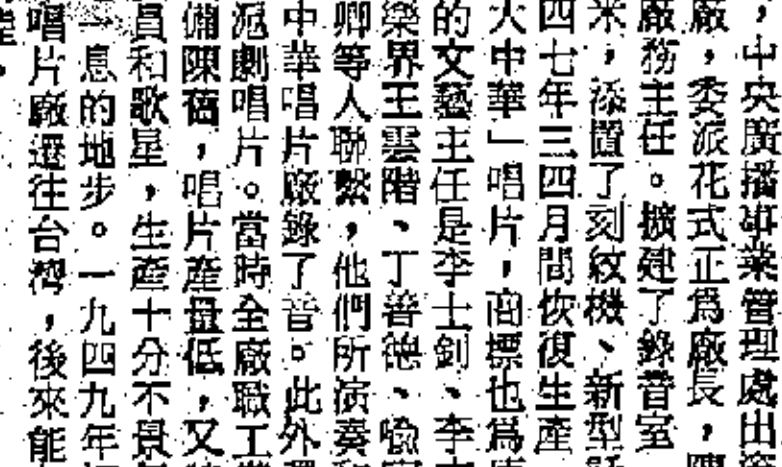 ，中央廣播事業管理處出
廠，委派花式正爲廠長，
廠務主任。擴建了錄音室
米，添置了刻紋機、新型
四七年三四月間恢復生產
大中華」唱片，商標也爲
的文藝主任是李士釗、李
樂界王雲階、丁善德、喩
卿等人聯繫，他們所演奏
中華唱片廠錄了音。此外
滬劇唱片。當時全廠職工
備陳舊，唱片產量低，又
員和歌星，生產十分不景
一息的地步。一九四九年
唱片廠遷往台灣，後來能